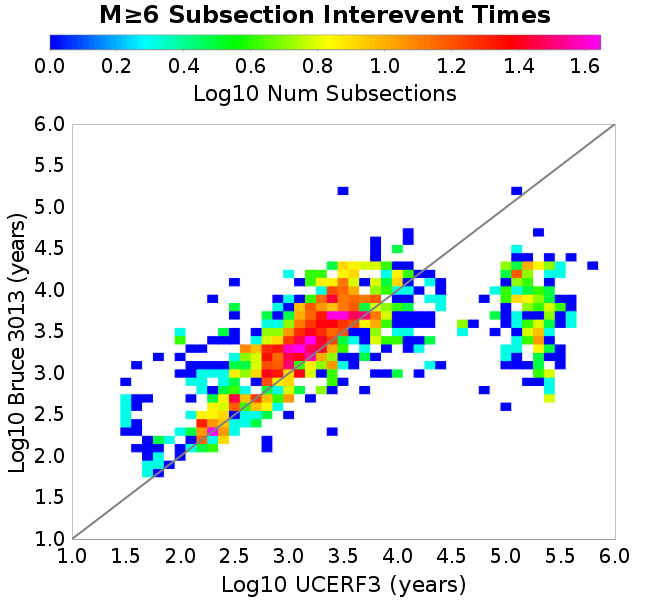 M≥6 Subsection Interevent Times
0.0 0.2 0.4 0.6 0.8 1.0 1.2 1.4 1.6
Log10 Num Subsections
6.0
5.5
5.0
4.5
4.0
3.5
3.0
2.5
2.0
1.5
1.0
Log10 Bruce 3013 (years)
1.0 1.5 2.0 2.5 3.0 3.5 4.0 4.5 5.0 5.5 6.0
Log10 UCERF3 (years)